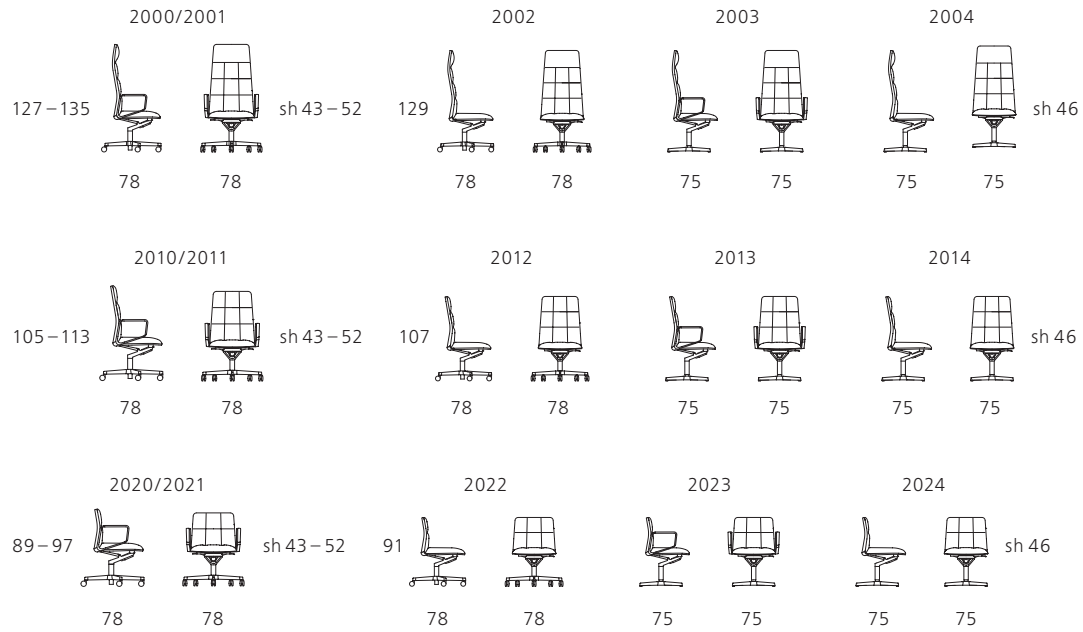 2000/2001 2002 2003 2004
127 – 135 sh 43 – 52 129 sh 46
78 78 78 78 75 75 75 75
2010/2011 2012 2013 2014
105 – 113 sh 43 – 52 107 sh 46
78 78 78 78 75 75 75 75
2020/2021 2022 2023 2024
89 – 97 sh 43 – 52 91 sh 46
78 78 78 78 75 75 75 75